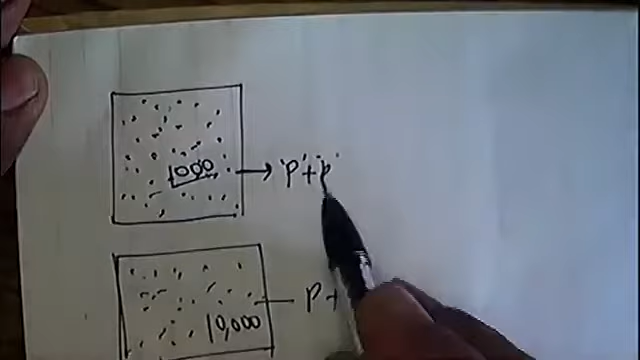 1000 → 'p'+'p'
10,000 — p+